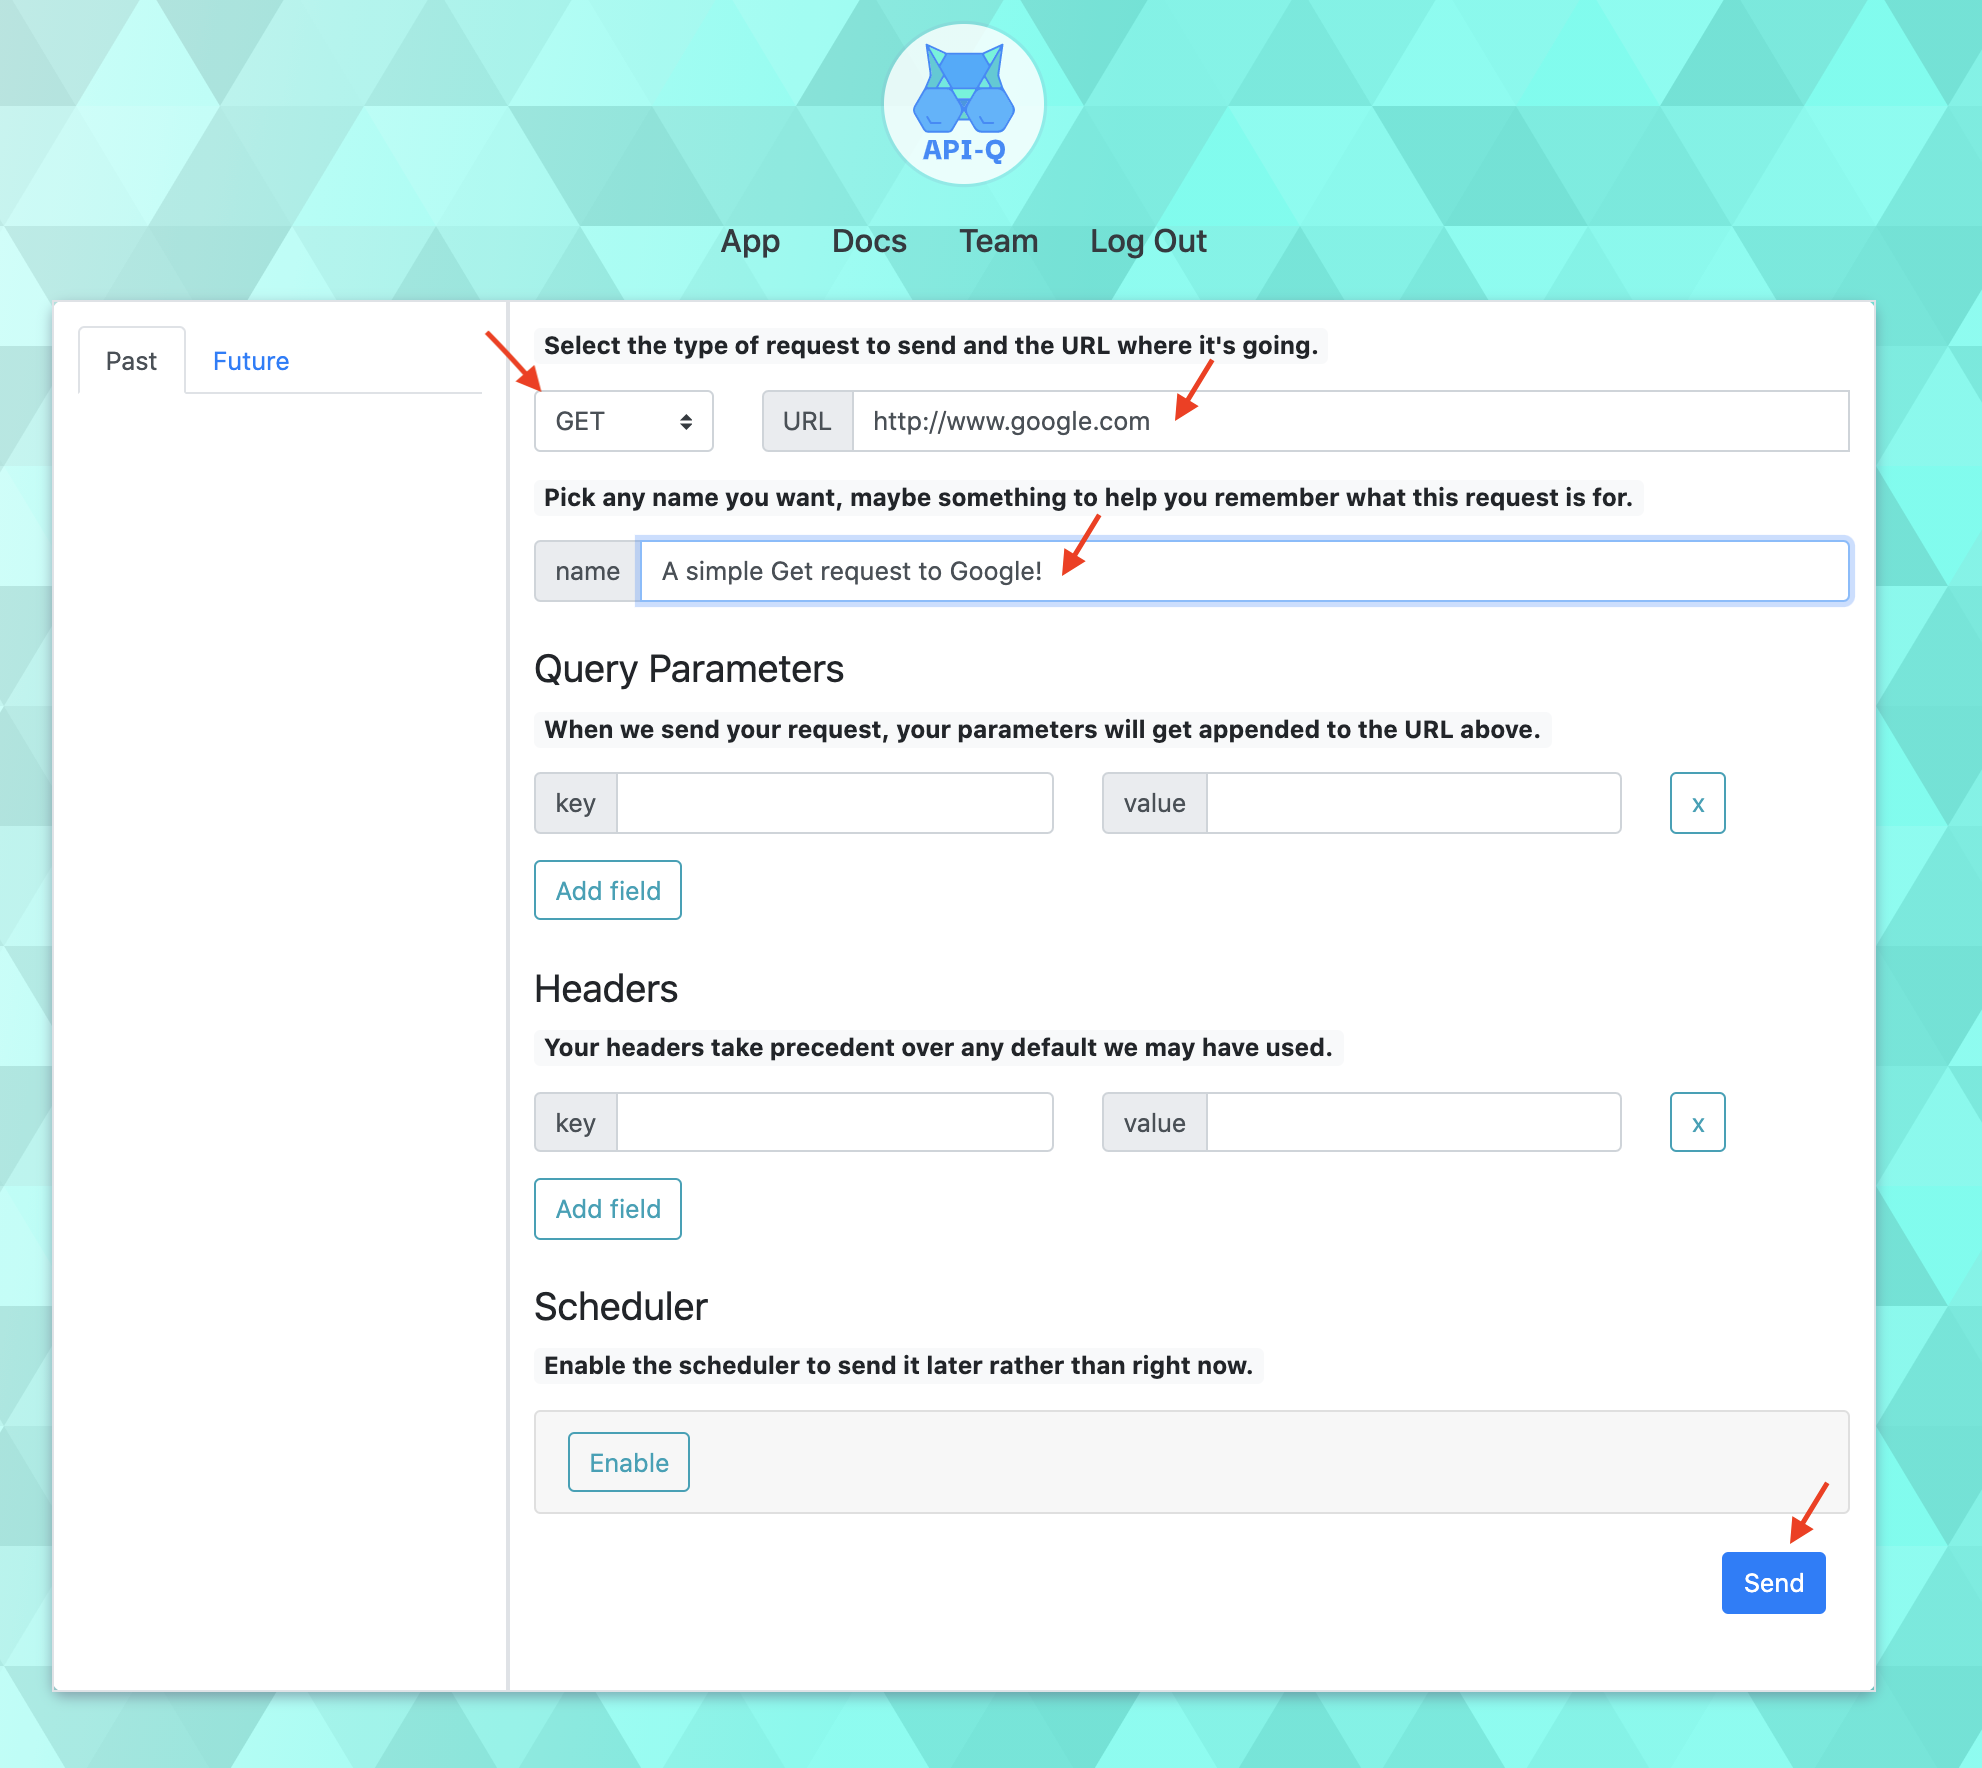 API-Q
App Docs Team Log Out
Past Future
Select the type of request to send and the URL where it's going.
GET URL http://www.google.com
Pick any name you want, maybe something to help you remember what this request is for.
name A simple Get request to Google!
Query Parameters
When we send your request, your parameters will get appended to the URL above.
key value x
Add field
Headers
Your headers take precedent over any default we may have used.
key value x
Add field
Scheduler
Enable the scheduler to send it later rather than right now.
Enable
Send